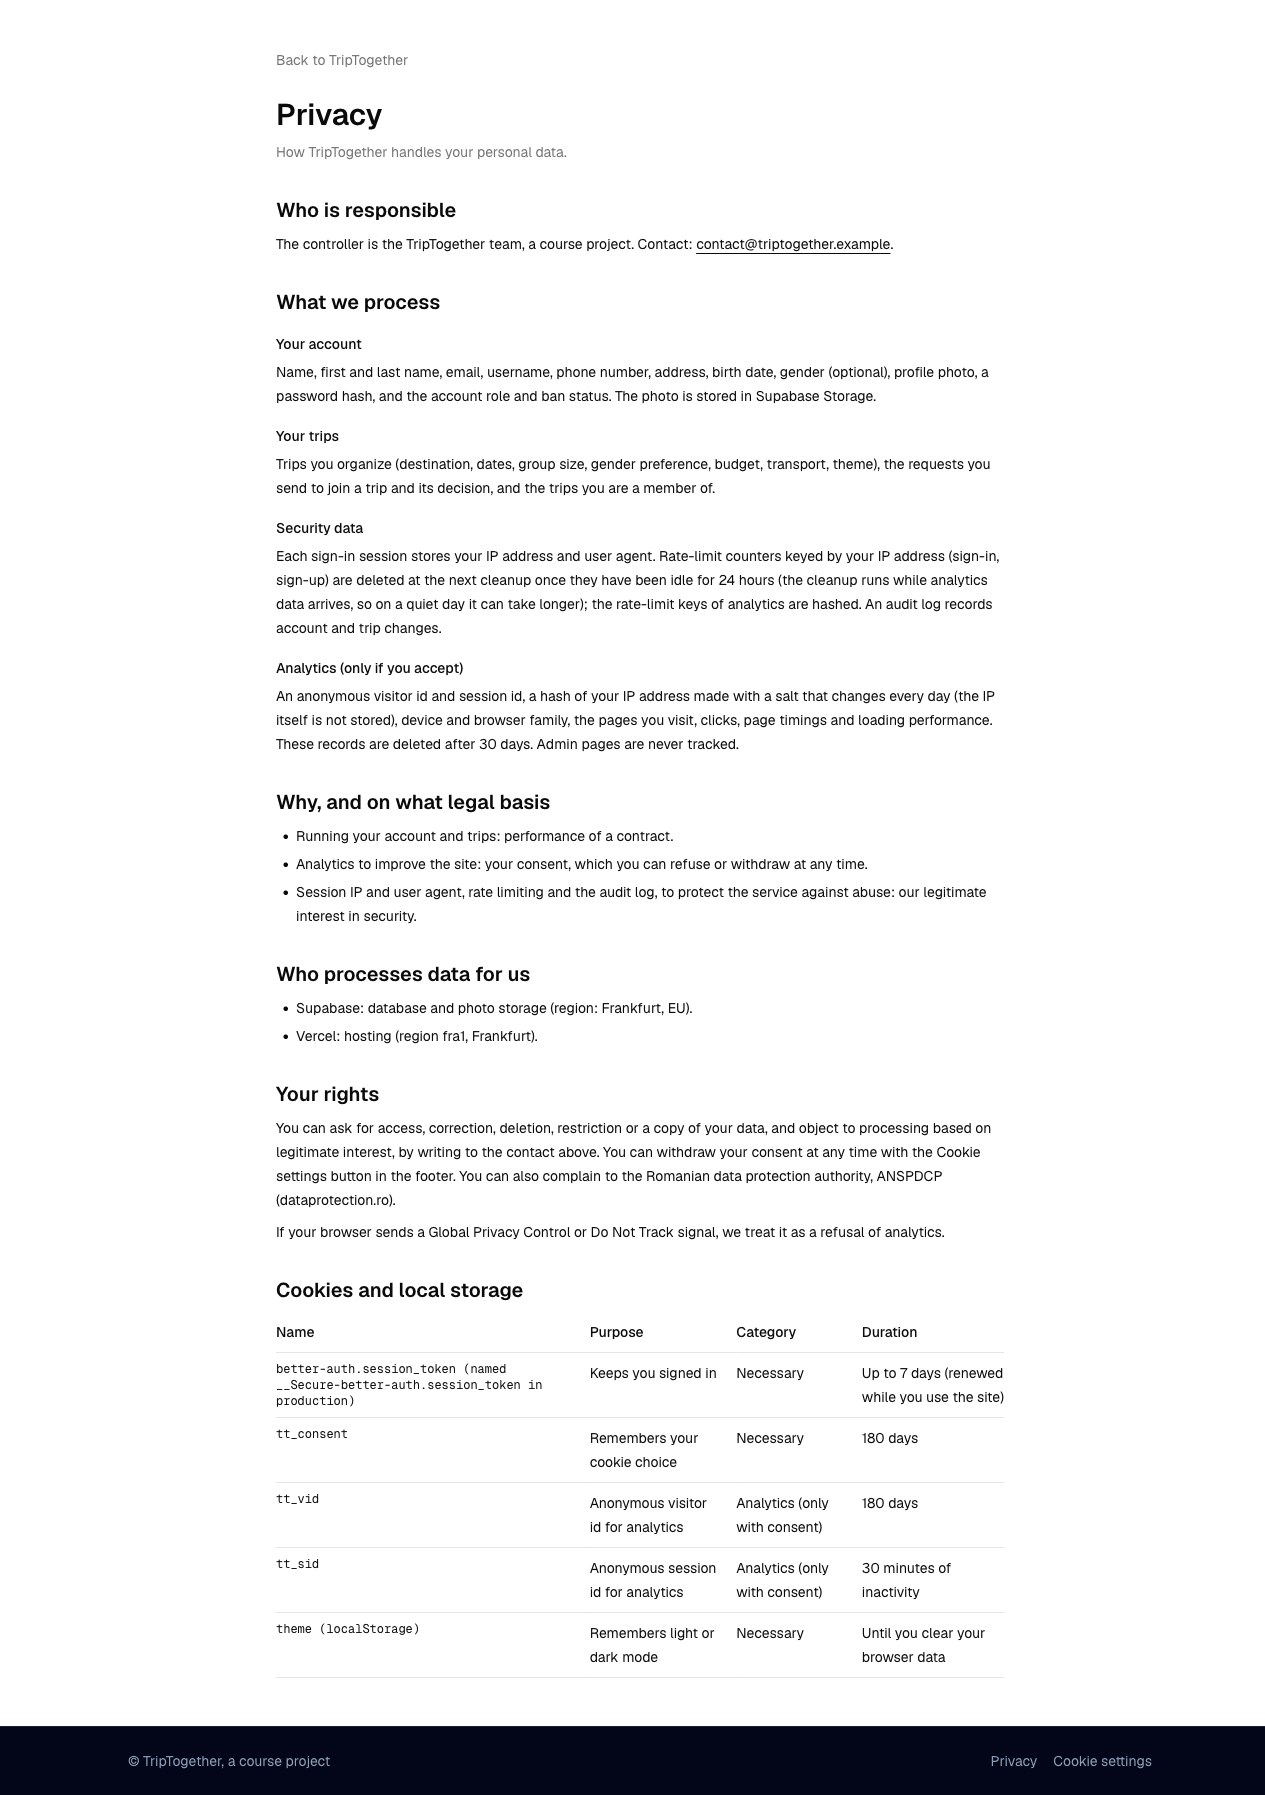 Back to TripTogether
Privacy
How TripTogether handles your personal data.
Who is responsible
The controller is the TripTogether team, a course project. Contact: contact@triptogether.example.
What we process
Your account
Name, first and last name, email, username, phone number, address, birth date, gender (optional), profile photo, a
password hash, and the account role and ban status. The photo is stored in Supabase Storage.
Your trips
Trips you organize (destination, dates, group size, gender preference, budget, transport, theme), the requests you
send to join a trip and its decision, and the trips you are a member of.
Security data
Each sign-in session stores your IP address and user agent. Rate-limit counters keyed by your IP address (sign-in,
sign-up) are deleted at the next cleanup once they have been idle for 24 hours (the cleanup runs while analytics
data arrives, so on a quiet day it can take longer); the rate-limit keys of analytics are hashed. An audit log records
account and trip changes.
Analytics (only if you accept)
An anonymous visitor id and session id, a hash of your IP address made with a salt that changes every day (the IP
itself is not stored), device and browser family, the pages you visit, clicks, page timings and loading performance.
These records are deleted after 30 days. Admin pages are never tracked.
Why, and on what legal basis
• Running your account and trips: performance of a contract.
• Analytics to improve the site: your consent, which you can refuse or withdraw at any time.
• Session IP and user agent, rate limiting and the audit log, to protect the service against abuse: our legitimate
interest in security.
Who processes data for us
• Supabase: database and photo storage (region: Frankfurt, EU).
• Vercel: hosting (region fra1, Frankfurt).
Your rights
You can ask for access, correction, deletion, restriction or a copy of your data, and object to processing based on
legitimate interest, by writing to the contact above. You can withdraw your consent at any time with the Cookie
settings button in the footer. You can also complain to the Romanian data protection authority, ANSPDCP
(dataprotection.ro).
If your browser sends a Global Privacy Control or Do Not Track signal, we treat it as a refusal of analytics.
Cookies and local storage
Name Purpose Category Duration
better-auth.session_token (named
__Secure-better-auth.session_token in
production)
Keeps you signed in
Necessary
Up to 7 days (renewed
while you use the site)
tt_consent
Remembers your
cookie choice
Necessary
180 days
tt_vid
Anonymous visitor
id for analytics
Analytics (only
with consent)
180 days
tt_sid
Anonymous session
id for analytics
Analytics (only
with consent)
30 minutes of
inactivity
theme (localStorage)
Remembers light or
dark mode
Necessary
Until you clear your
browser data
© TripTogether, a course project
Privacy Cookie settings